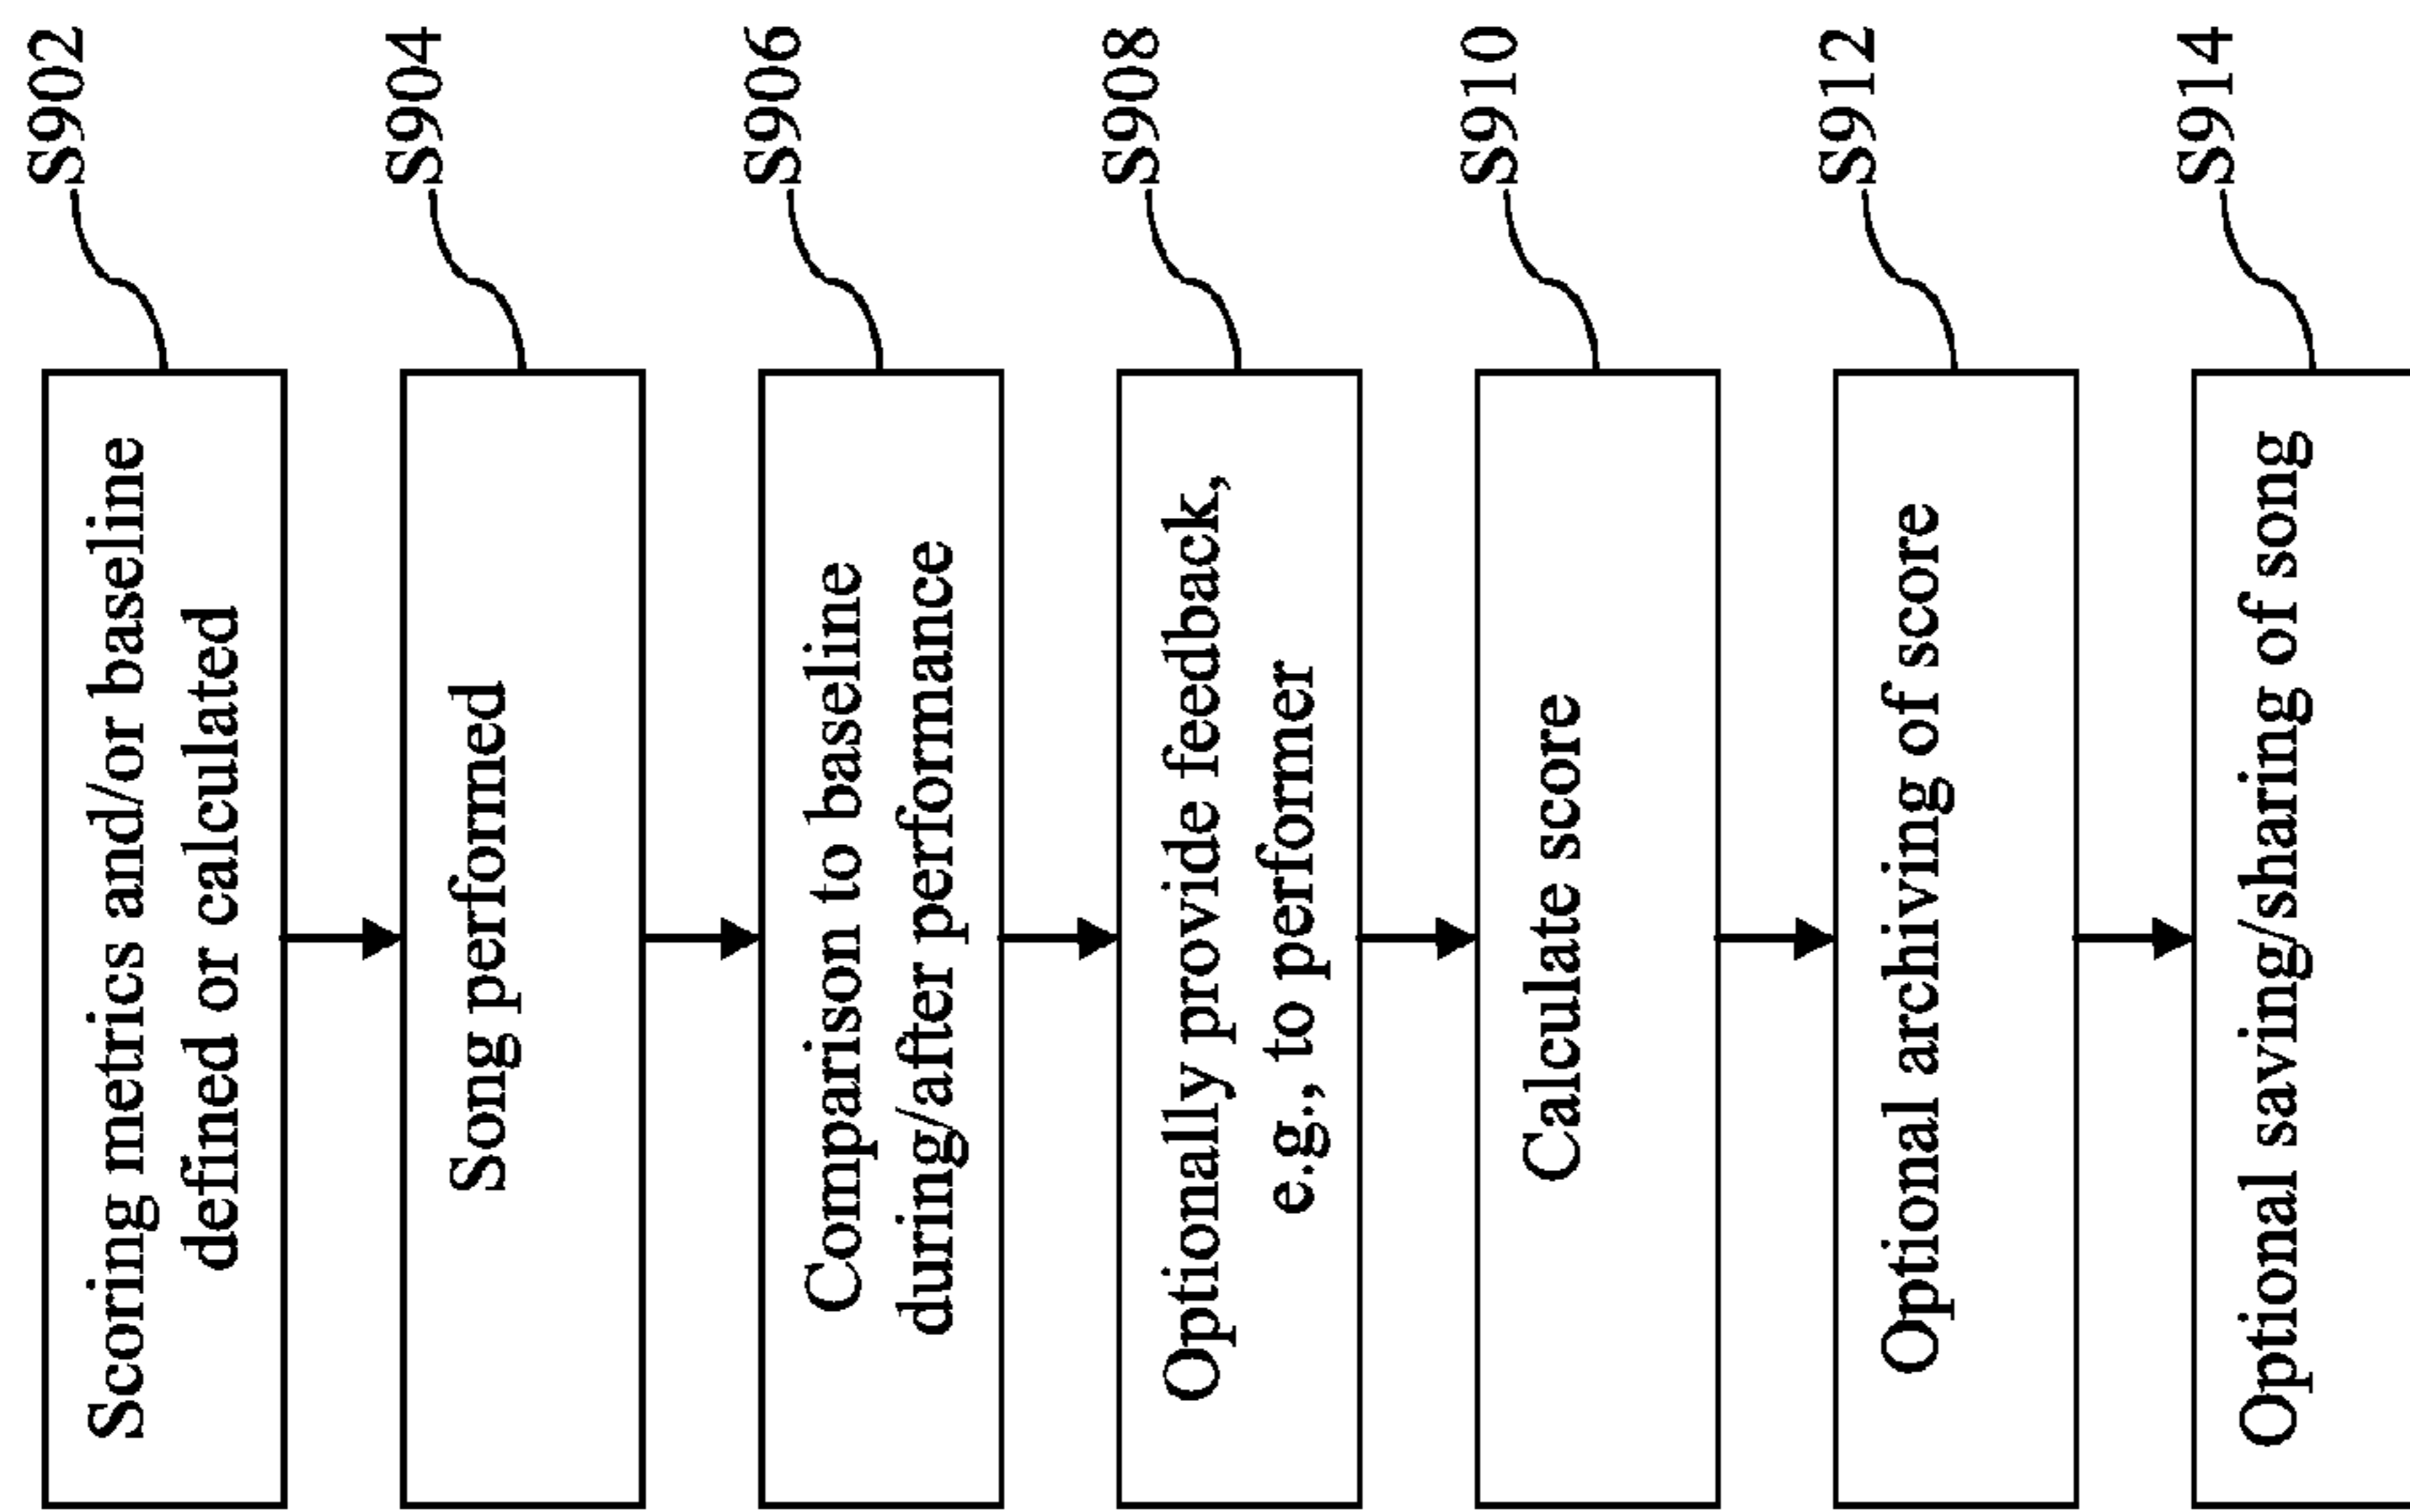 S902
Scoring metrics and/or baseline
defined or calculated
S904
Song performed
S906
Comparison to baseline
during/after performance
S908
Optionally provide feedback,
e.g., to performer
S910
Calculate score
S912
Optional archiving of score
S914
Optional saving/sharing of song